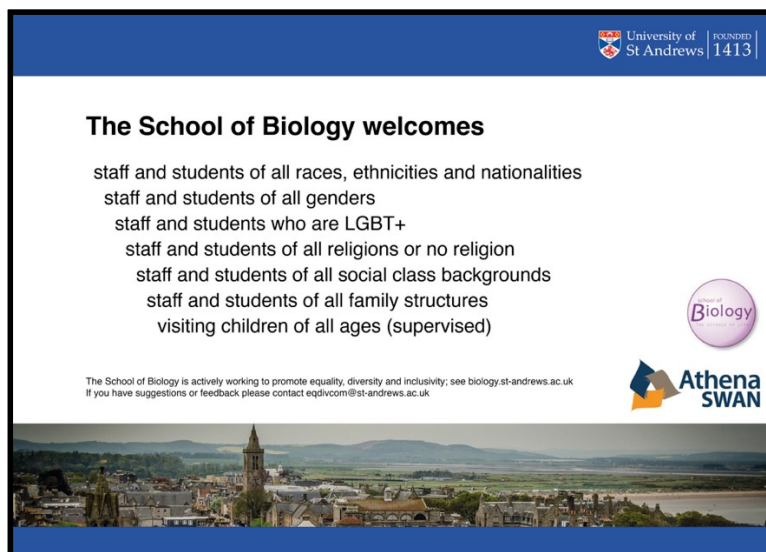 University of
St Andrews
FOUNDED
1413
The School of Biology welcomes
staff and students of all races, ethnicities and nationalities
staff and students of all genders
staff and students who are LGBT+
staff and students of all religions or no religion
staff and students of all social class backgrounds
staff and students of all family structures
visiting children of all ages (supervised)
school of
Biology
The School of Biology is actively working to promote equality, diversity and inclusivity; see biology.st-andrews.ac.uk
If you have suggestions or feedback please contact eqdivcom@st-andrews.ac.uk
Athena
SWAN